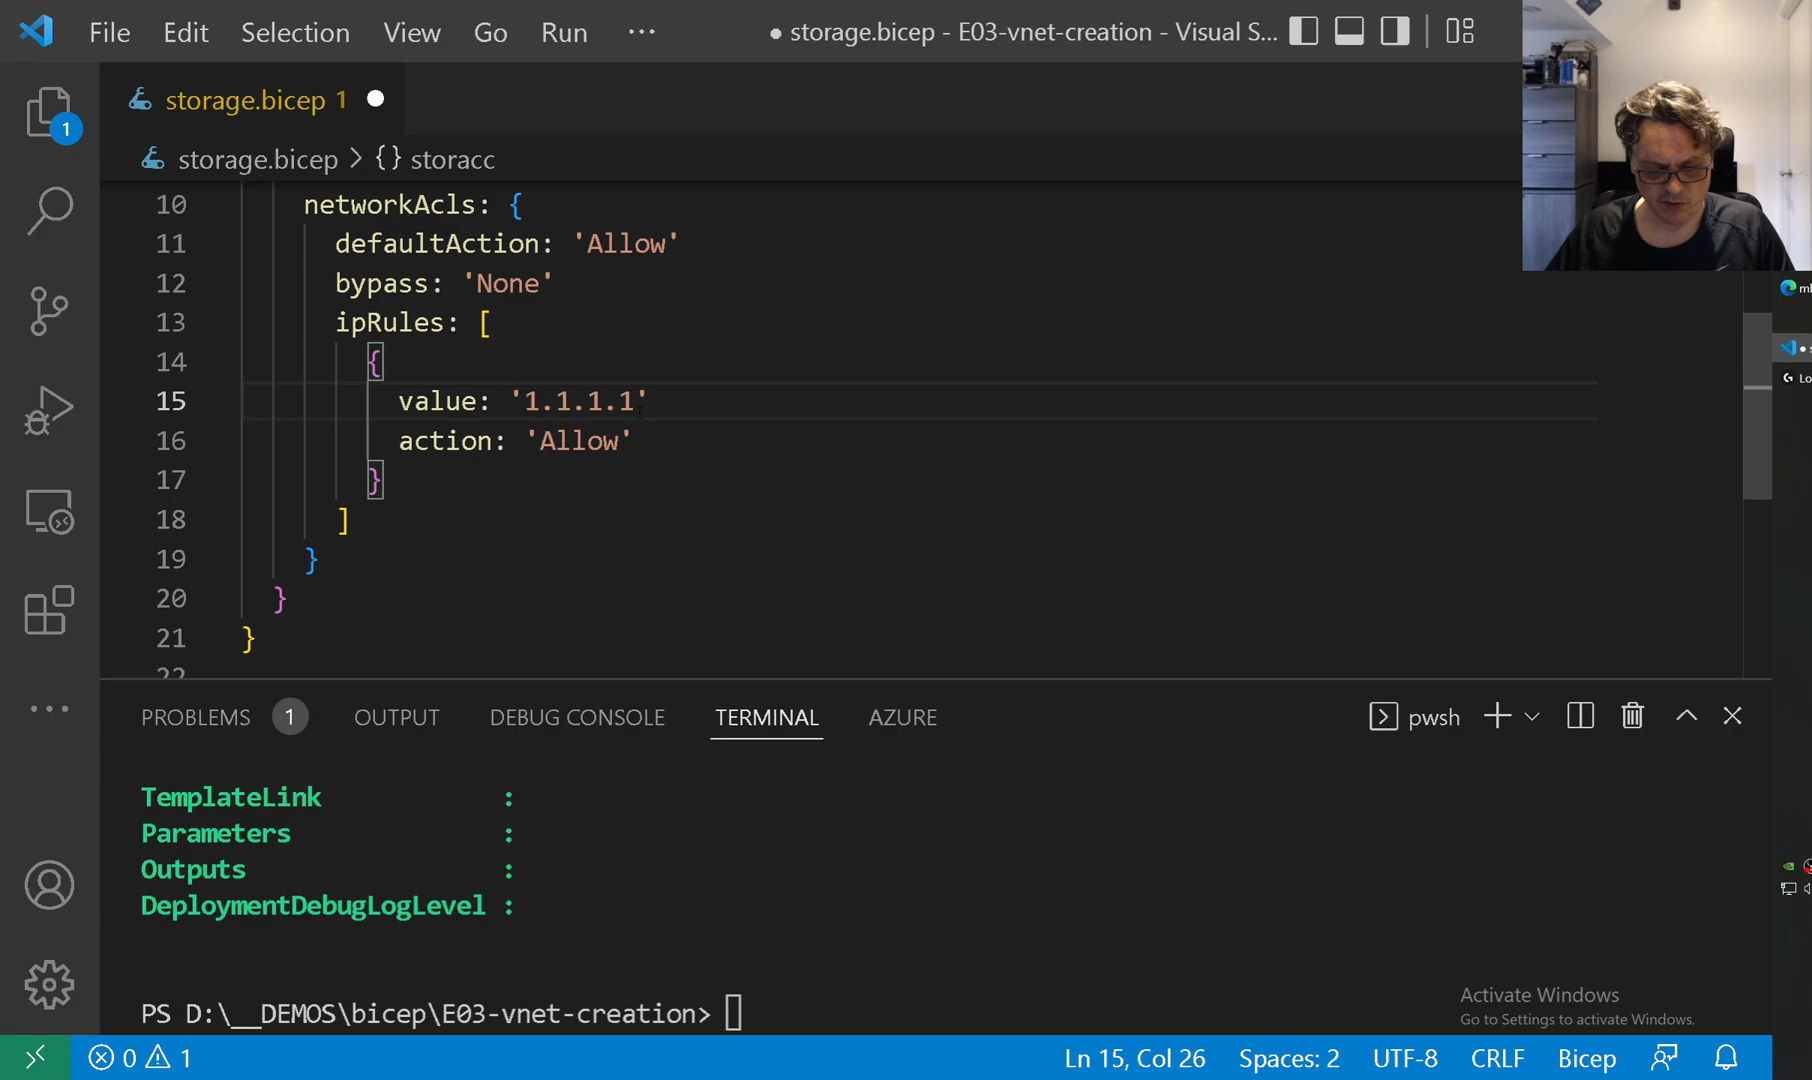 File Edit Selection View Go Run ···
● storage.bicep - E03-vnet-creation - Visual S...
storage.bicep 1
storage.bicep > {} storacc
1
10 networkAcls: {
11 defaultAction: 'Allow'
12 bypass: 'None'
13 ipRules: [
14 {
15 value: '1.1.1.1'
16 action: 'Allow'
17 }
18 ]
19 }
20 }
21 }
22
PROBLEMS 1 OUTPUT DEBUG CONSOLE TERMINAL AZURE
pwsh
TemplateLink :
Parameters :
Outputs :
DeploymentDebugLogLevel :
PS D:\__DEMOS\bicep\E03-vnet-creation>
Activate Windows
Go to Settings to activate Windows.
0 1 Ln 15, Col 26 Spaces: 2 UTF-8 CRLF Bicep